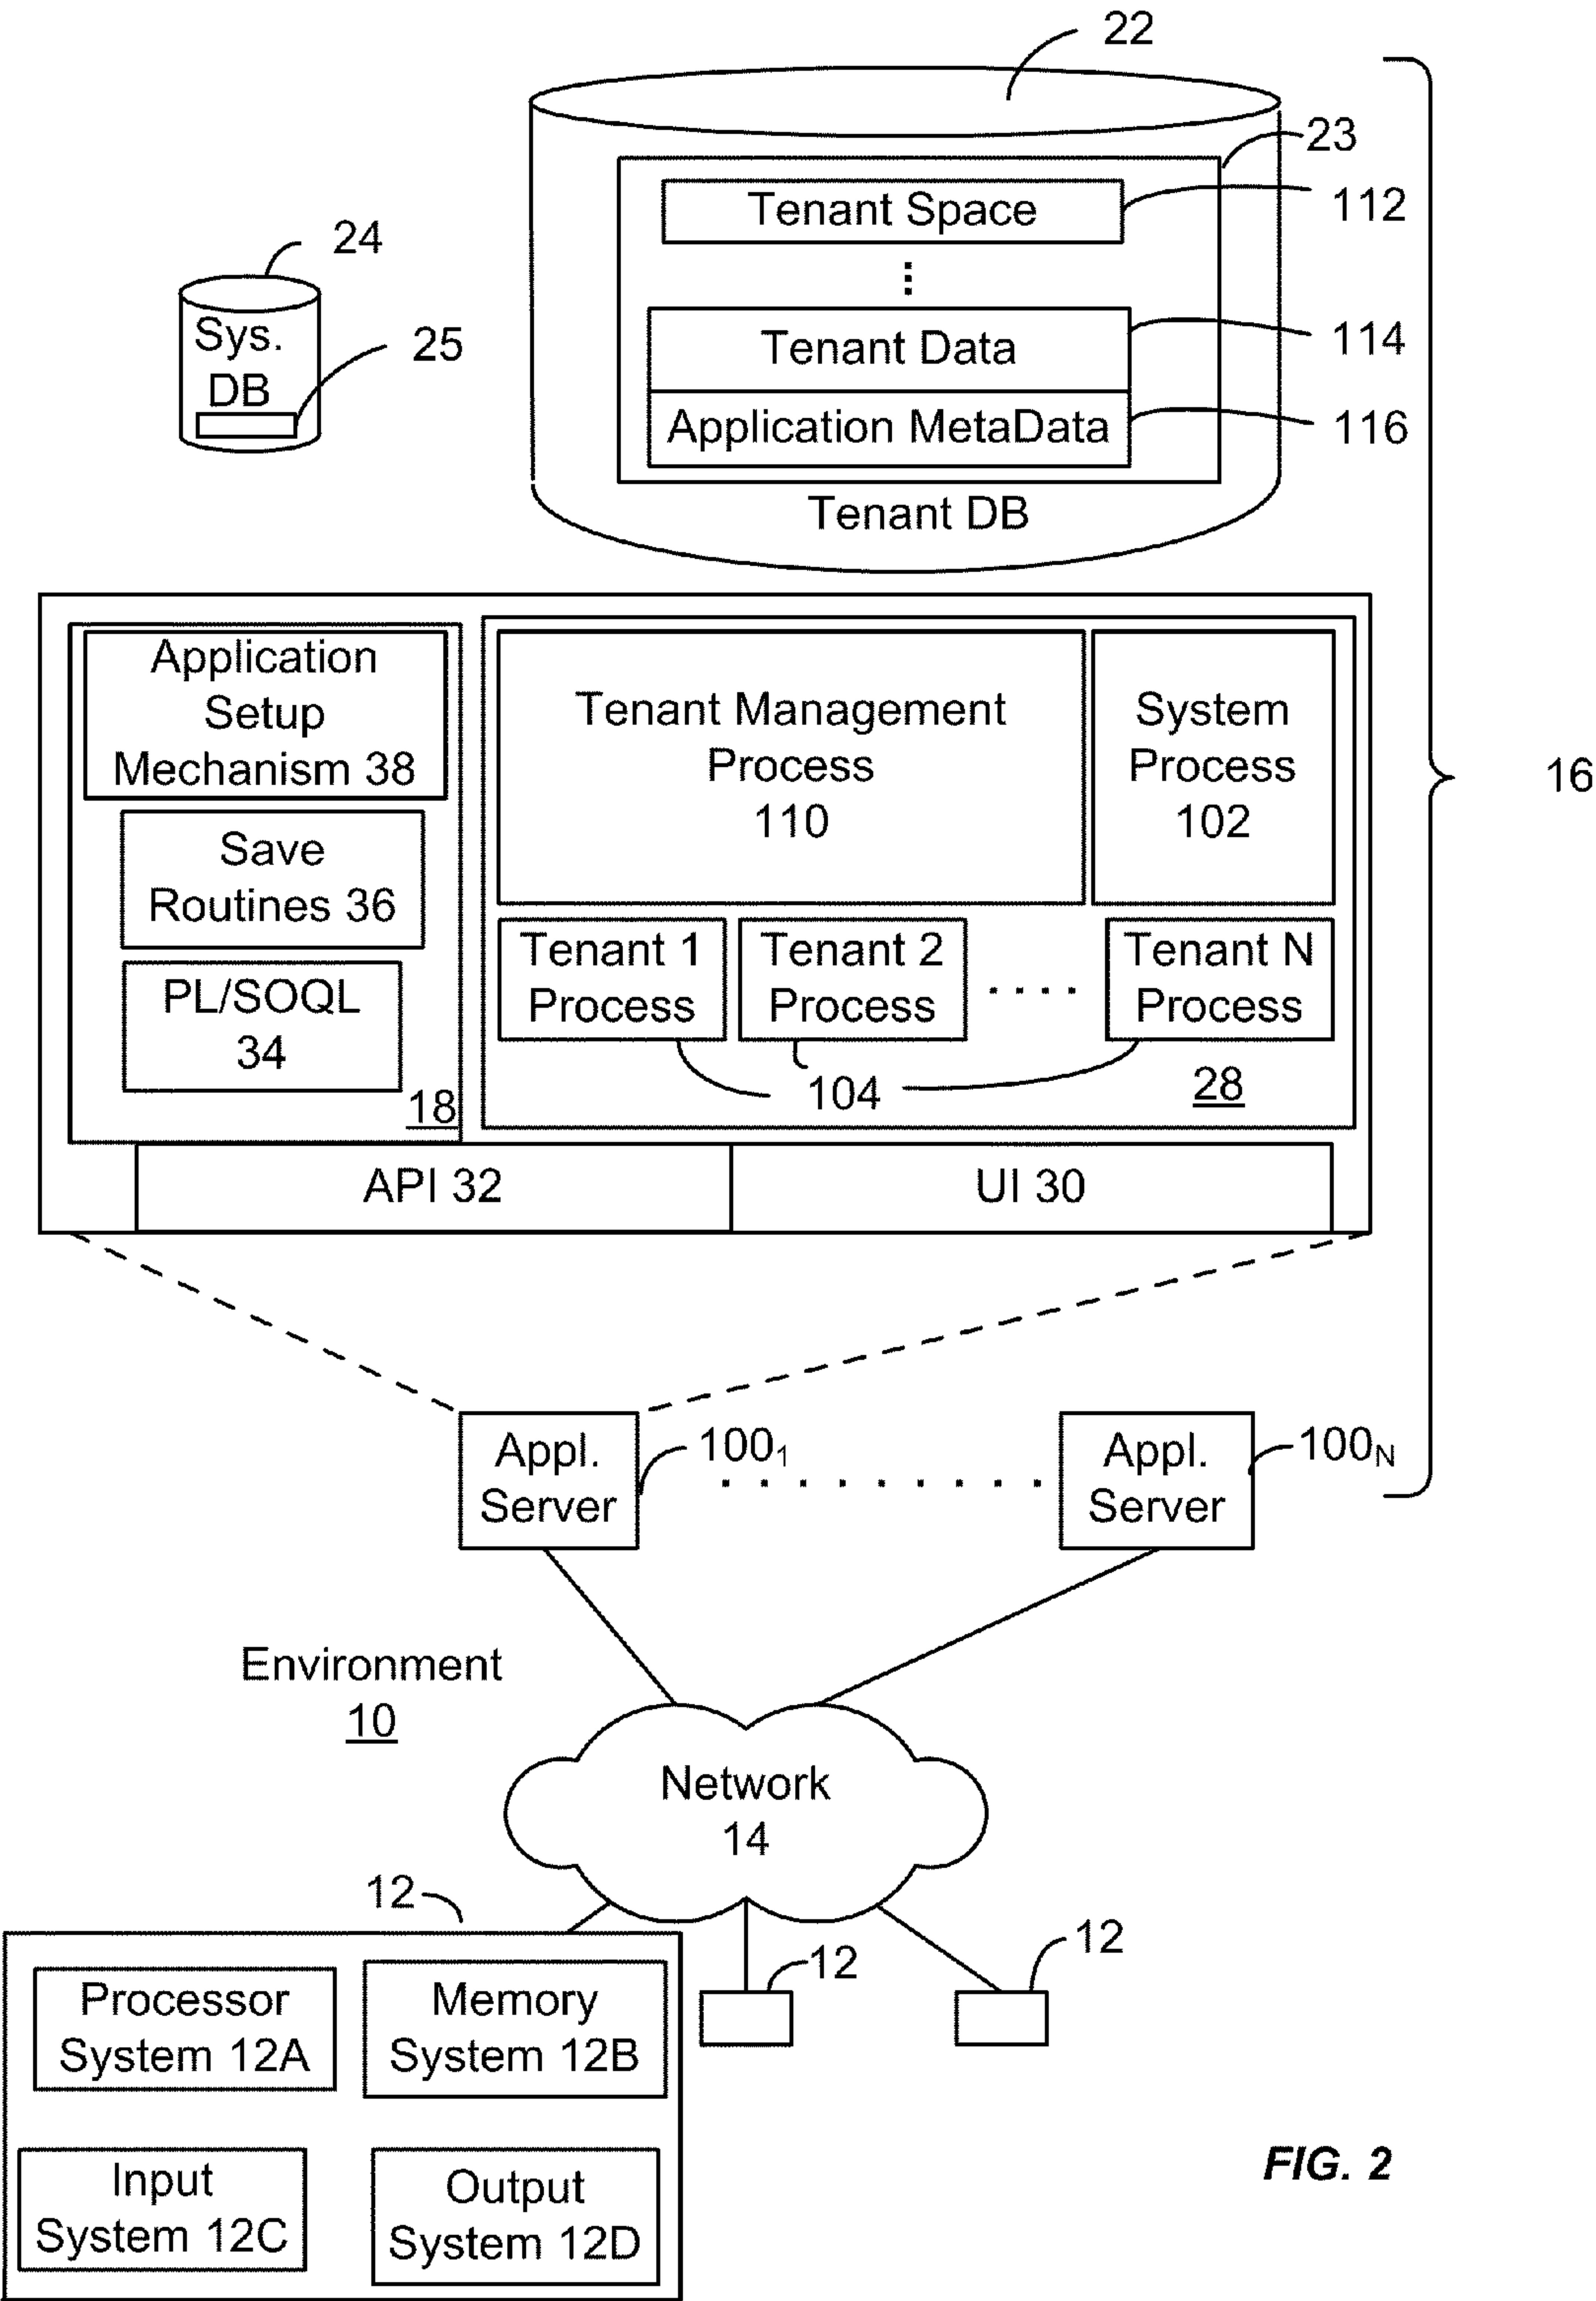 22
23
Tenant Space
112
24
Sys.
DB
25
Tenant Data
114
Application MetaData
116
Tenant DB
Application
Setup
Mechanism 38
Tenant Management
Process
110
System
Process
102
16
Save
Routines 36
Tenant 1
Process
Tenant 2
Process
Tenant N
Process
PL/SOQL
34
104
28
18
API 32
UI 30
Appl.
Server
100₁
Appl.
Server
100N
Environment
10
Network
14
12
12
12
Processor
System 12A
Memory
System 12B
Input
System 12C
Output
System 12D
FIG. 2